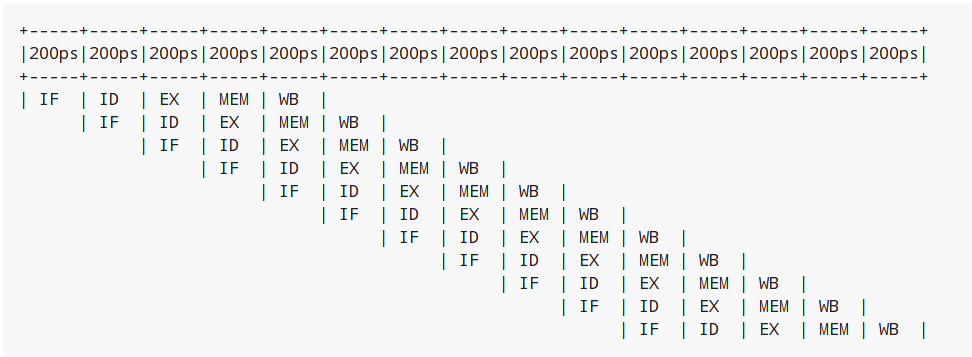 +-----+-----+-----+-----+-----+-----+-----+-----+-----+-----+-----+-----+-----+-----+-----+
|200ps|200ps|200ps|200ps|200ps|200ps|200ps|200ps|200ps|200ps|200ps|200ps|200ps|200ps|200ps|
+-----+-----+-----+-----+-----+-----+-----+-----+-----+-----+-----+-----+-----+-----+-----+
| IF  | ID  | EX  | MEM | WB  |
      | IF  | ID  | EX  | MEM | WB  |
            | IF  | ID  | EX  | MEM | WB  |
                  | IF  | ID  | EX  | MEM | WB  |
                        | IF  | ID  | EX  | MEM | WB  |
                              | IF  | ID  | EX  | MEM | WB  |
                                    | IF  | ID  | EX  | MEM | WB  |
                                          | IF  | ID  | EX  | MEM | WB  |
                                                | IF  | ID  | EX  | MEM | WB  |
                                                      | IF  | ID  | EX  | MEM | WB  |
                                                            | IF  | ID  | EX  | MEM | WB  |